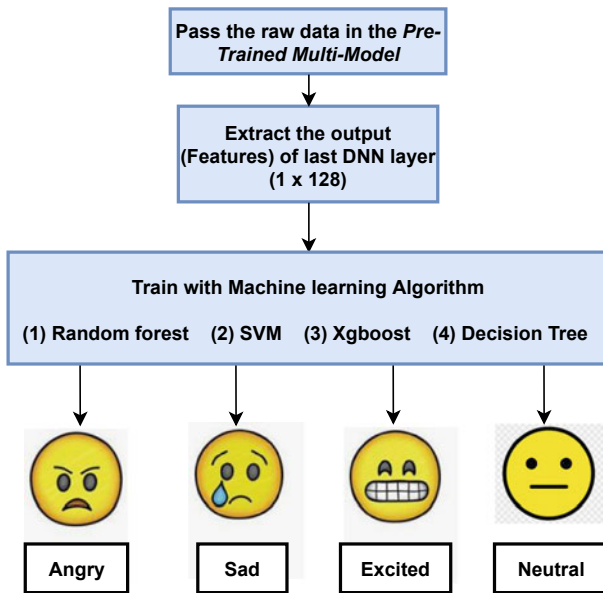 Pass the raw data in the Pre-
Trained Multi-Model
Extract the output
(Features) of last DNN layer
(1 x 128)
Train with Machine learning Algorithm
(1) Random forest (2) SVM (3) Xgboost (4) Decision Tree
Angry Sad Excited Neutral